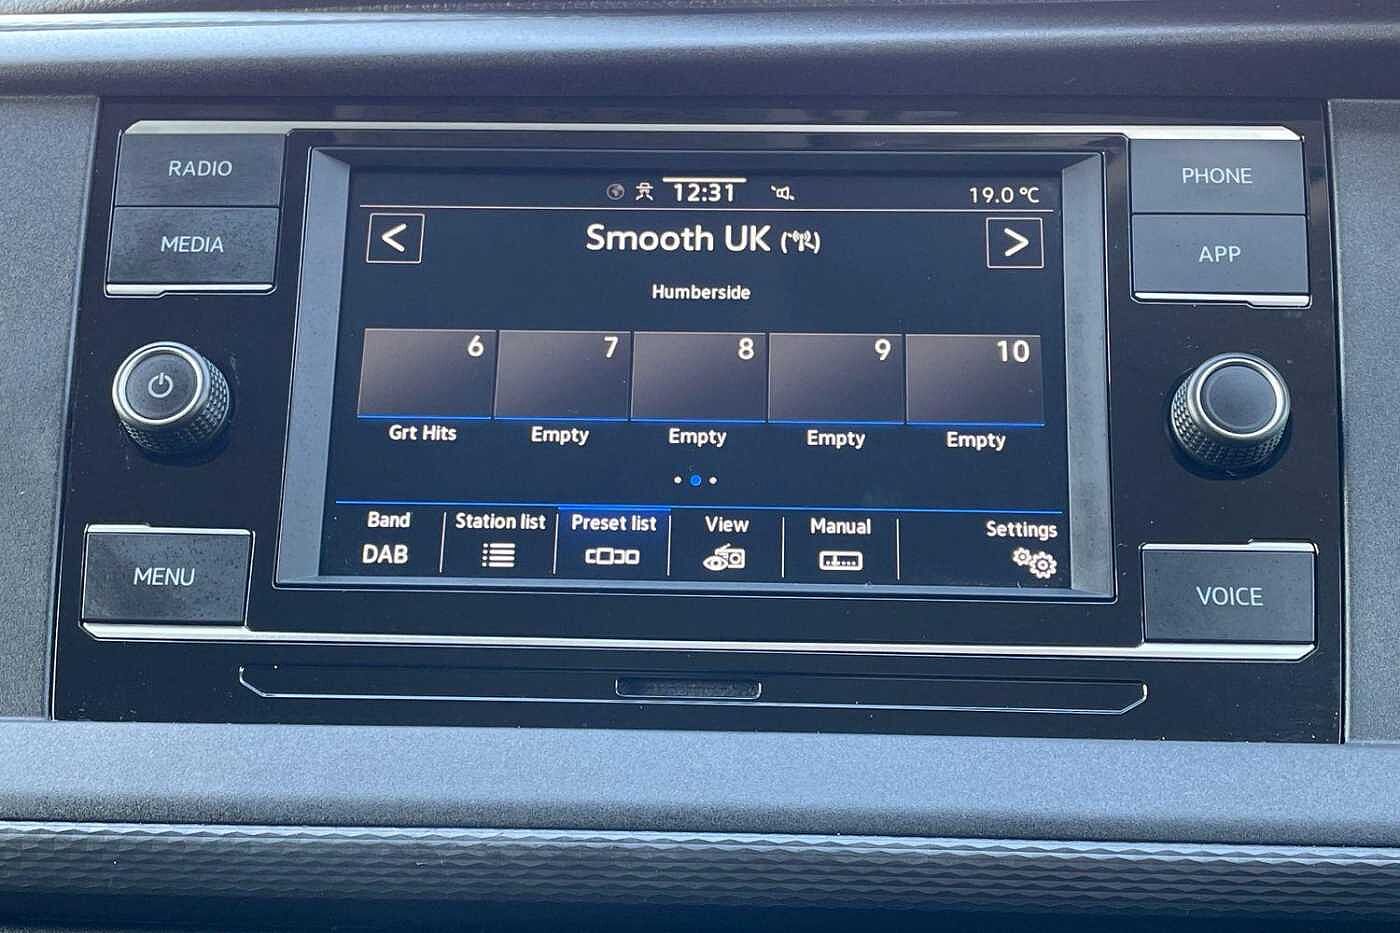 RADIO
MEDIA
MENU
12:31
19.0 °C
<
Smooth UK
>
Humberside
6
7
8
9
10
Grt Hits
Empty
Empty
Empty
Empty
Band
DAB
Station list
Preset list
View
Manual
Settings
PHONE
APP
VOICE